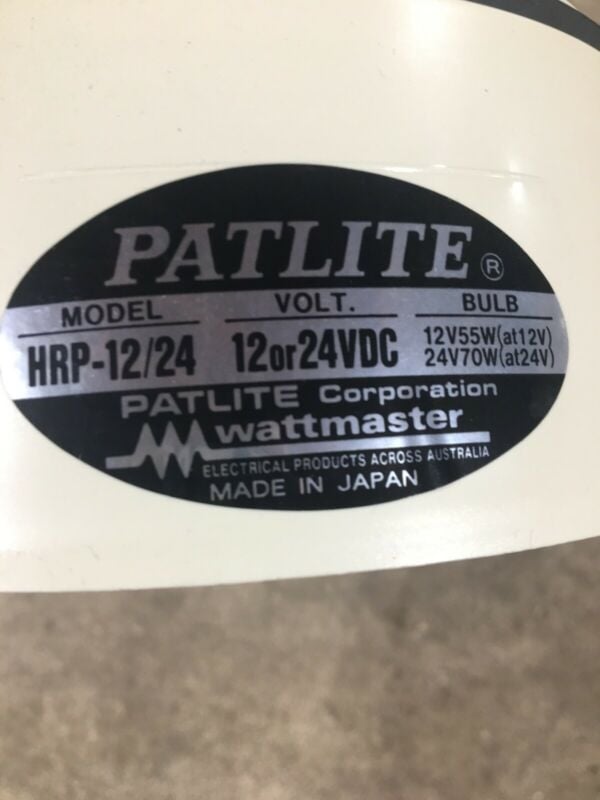 PATLITE®
MODEL VOLT. BULB
HRP-12/24 12or24VDC 12V55W(at12V)
24V70W(at24V)
PATLITE Corporation
wattmaster
ELECTRICAL PRODUCTS ACROSS AUSTRALIA
MADE IN JAPAN